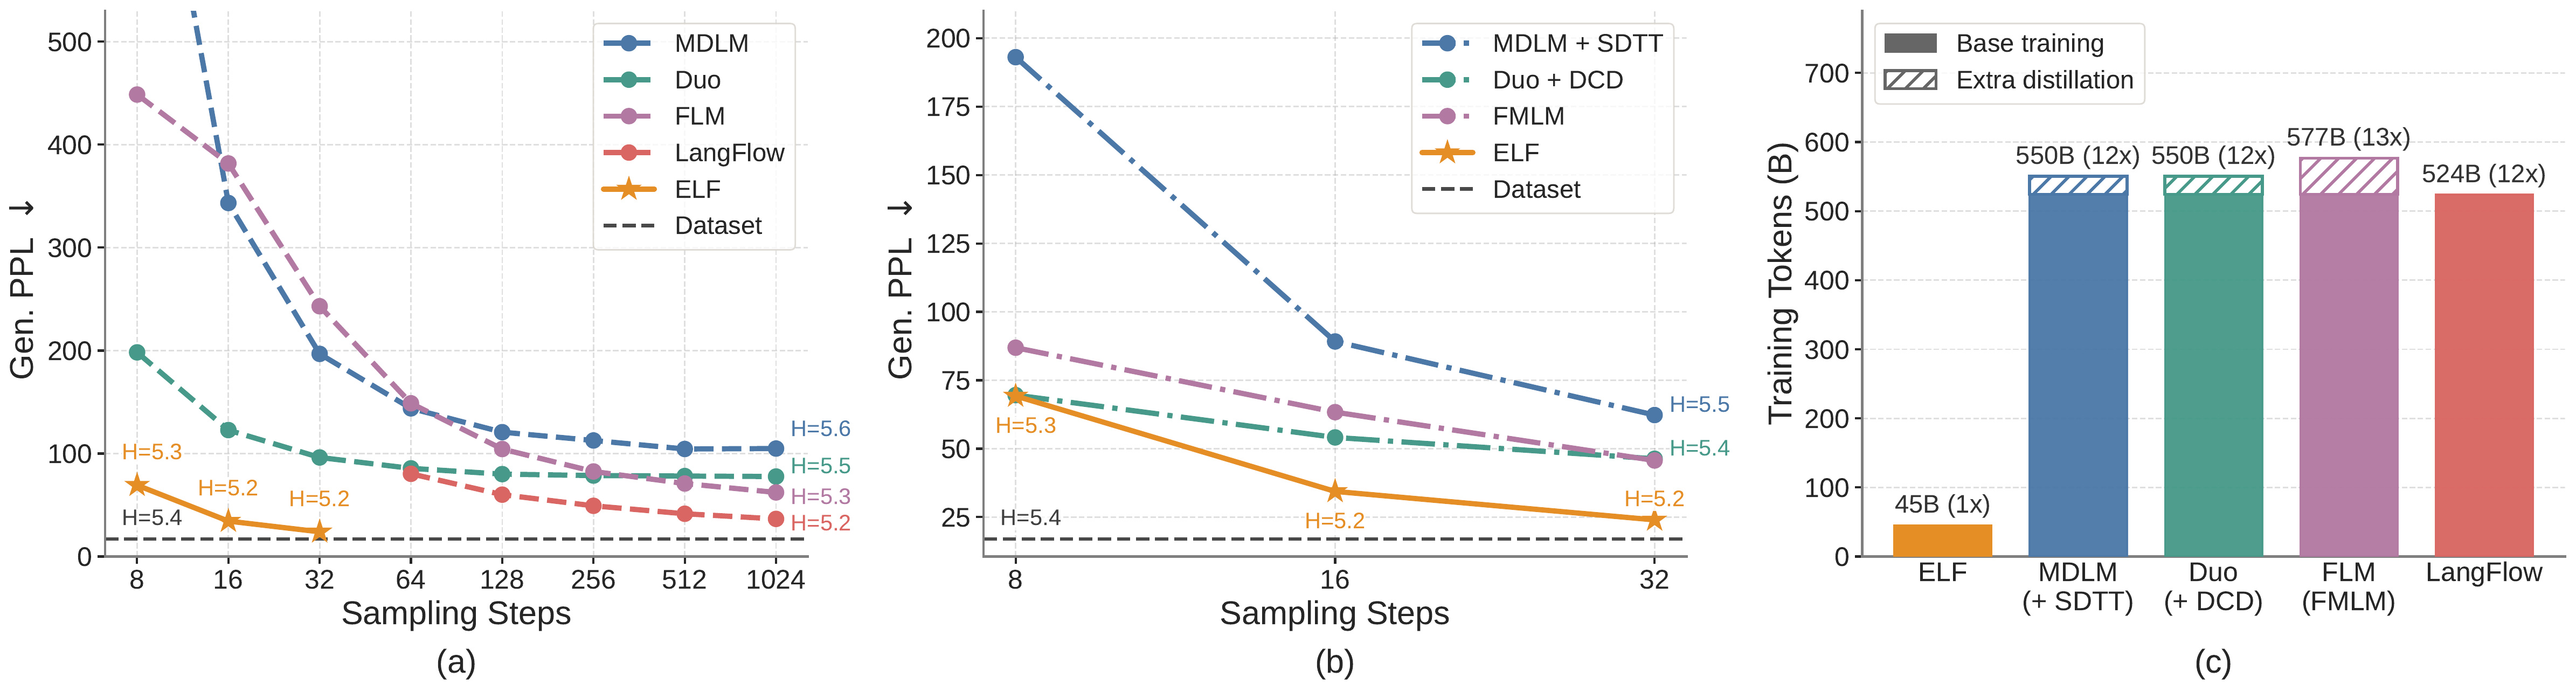 500
400
300
200
100
0
Gen. PPL ↓
MDLM
Duo
FLM
LangFlow
ELF
Dataset
H=5.3
H=5.2
H=5.2
H=5.4
H=5.6
H=5.5
H=5.3
H=5.2
8 16 32 64 128 256 512 1024
Sampling Steps
(a)
200
175
150
125
100
75
50
25
Gen. PPL ↓
MDLM + SDTT
Duo + DCD
FMLM
ELF
Dataset
H=5.5
H=5.4
H=5.3
H=5.2
H=5.4
H=5.2
8 16 32
Sampling Steps
(b)
700
600
500
400
300
200
100
0
Training Tokens (B)
Base training
Extra distillation
45B (1x)
550B (12x)
550B (12x)
577B (13x)
524B (12x)
ELF
MDLM
(+ SDTT)
Duo
(+ DCD)
FLM
(FMLM)
LangFlow
(c)